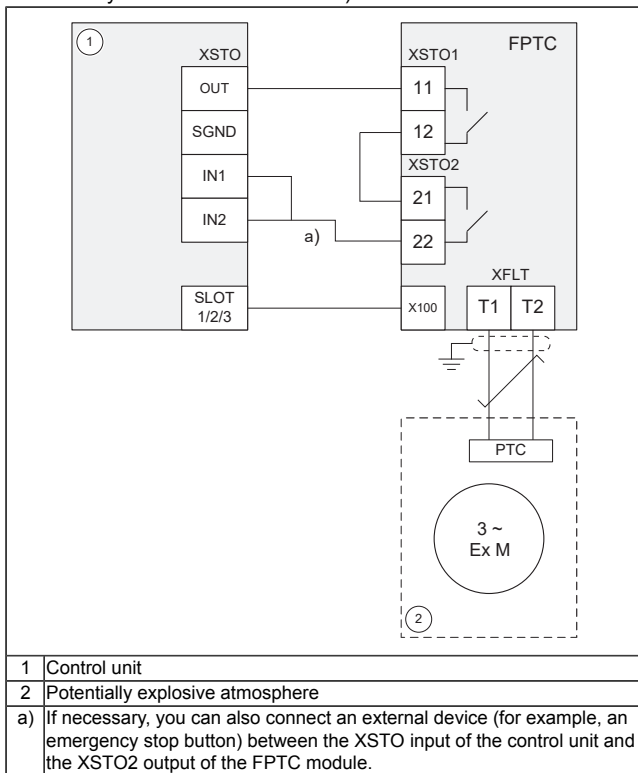 1
XSTO
OUT
SGND
IN1
IN2
a)
SLOT
1/2/3
FPTC
XSTO1
11
12
XSTO2
21
22
XFLT
X100
T1
T2
PTC
3 ~
Ex M
2
1 Control unit
2 Potentially explosive atmosphere
a) If necessary, you can also connect an external device (for example, an
emergency stop button) between the XSTO input of the control unit and
the XSTO2 output of the FPTC module.